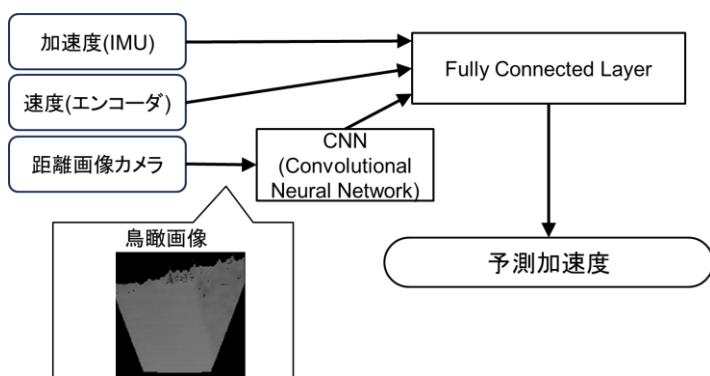 加速度(IMU)
速度(エンコーダ)
距離画像カメラ
CNN
(Convolutional
Neural Network)
Fully Connected Layer
鳥瞰画像
予測加速度